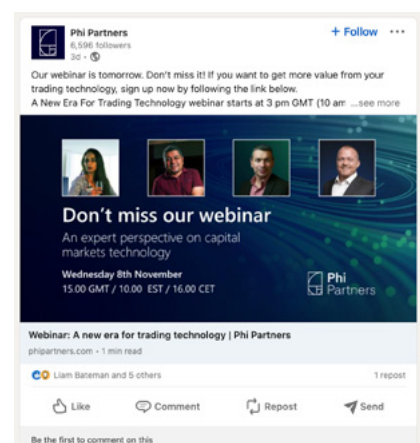 Phi Partners
+ Follow ...
6,596 followers
3d •
Our webinar is tomorrow. Don't miss it! If you want to get more value from your
trading technology, sign up now by following the link below.
A New Era For Trading Technology webinar starts at 3 pm GMT (10 am ...see more
Don't miss our webinar
An expert perspective on capital
markets technology
Wednesday 8th November
15.00 GMT / 10.00 EST / 16.00 CET
Phi
Partners
Webinar: A new era for trading technology | Phi Partners
phipartners.com • 1 min read
Liam Bateman and 5 others
1 repost
Like
Comment
Repost
Send
Be the first to comment on this